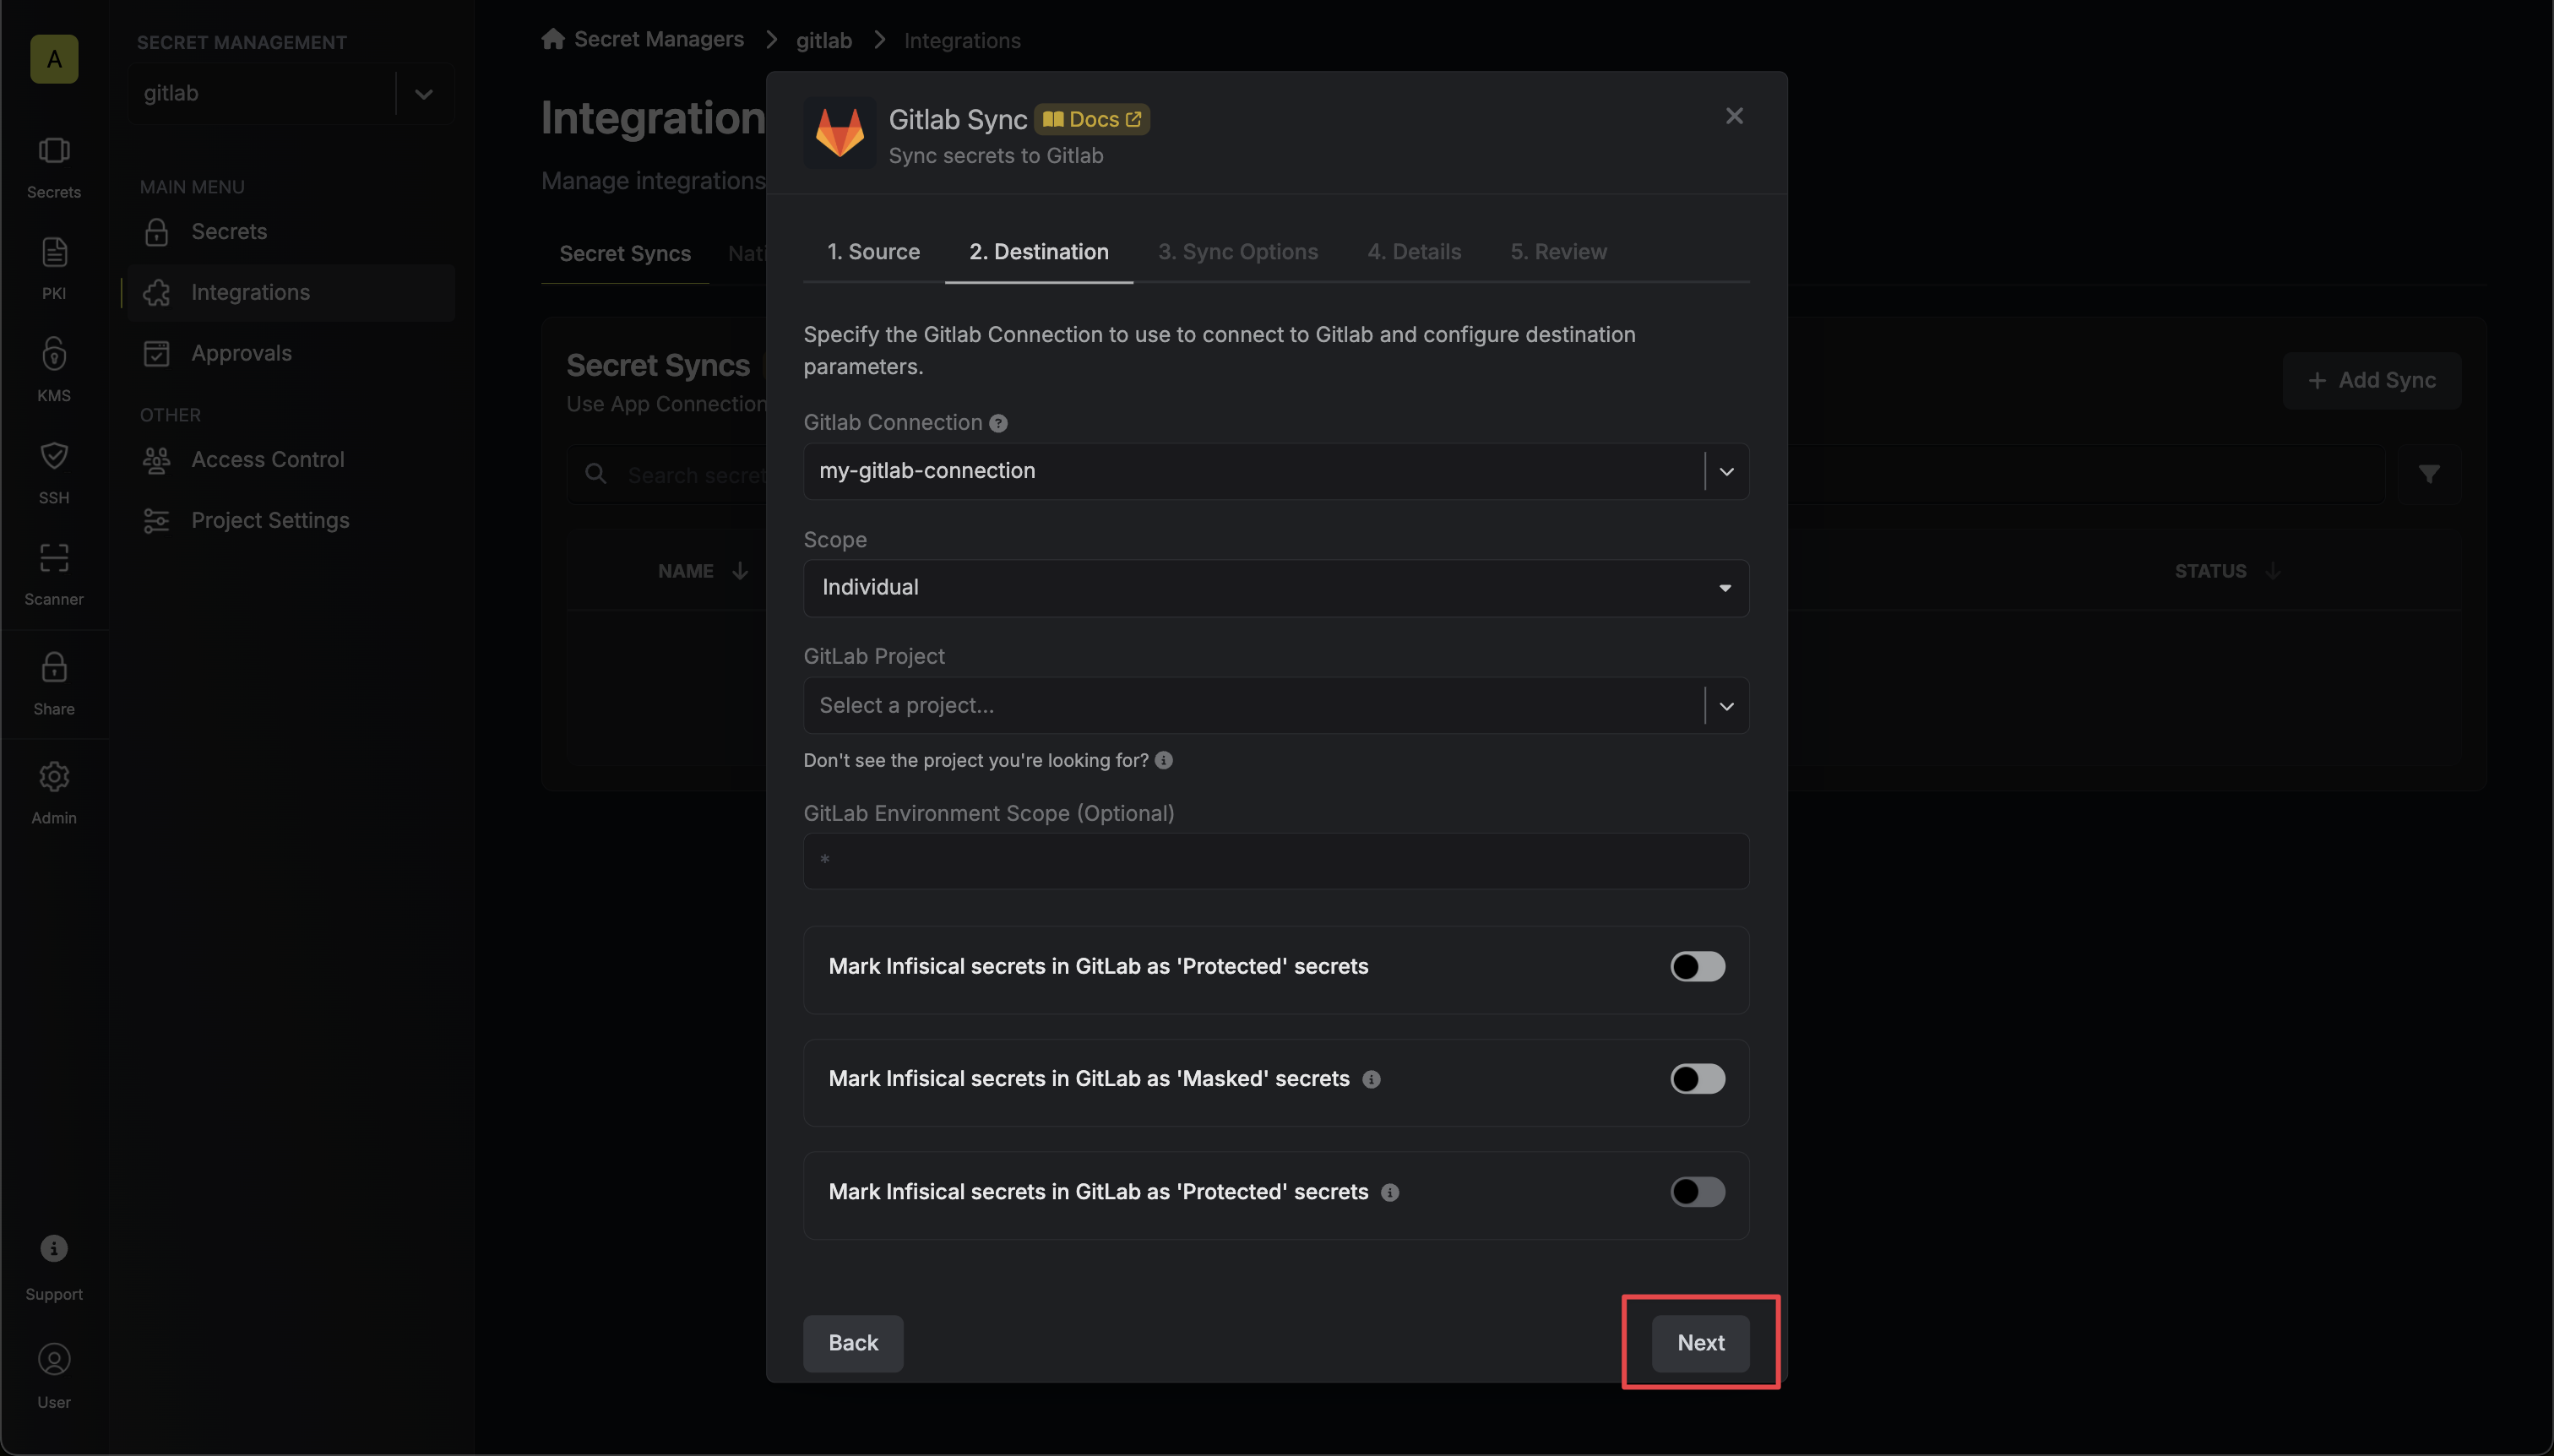 A
Secrets
PKI
KMS
SSH
Scanner
Share
Admin
Support
User
SECRET MANAGEMENT
gitlab
MAIN MENU
Secrets
Integrations
Approvals
OTHER
Access Control
Project Settings
Secret Managers > gitlab > Integrations
Integration
Manage integrations
Secret Syncs Nati
Secret Syncs
Use App Connection
+ Add Sync
Search secret
NAME
STATUS
Gitlab Sync Docs
Sync secrets to Gitlab
1. Source 2. Destination 3. Sync Options 4. Details 5. Review
Specify the Gitlab Connection to use to connect to Gitlab and configure destination
parameters.
Gitlab Connection ?
my-gitlab-connection
Scope
Individual
GitLab Project
Select a project...
Don't see the project you're looking for?
GitLab Environment Scope (Optional)
*
Mark Infisical secrets in GitLab as 'Protected' secrets
Mark Infisical secrets in GitLab as 'Masked' secrets
Mark Infisical secrets in GitLab as 'Protected' secrets
Back
Next